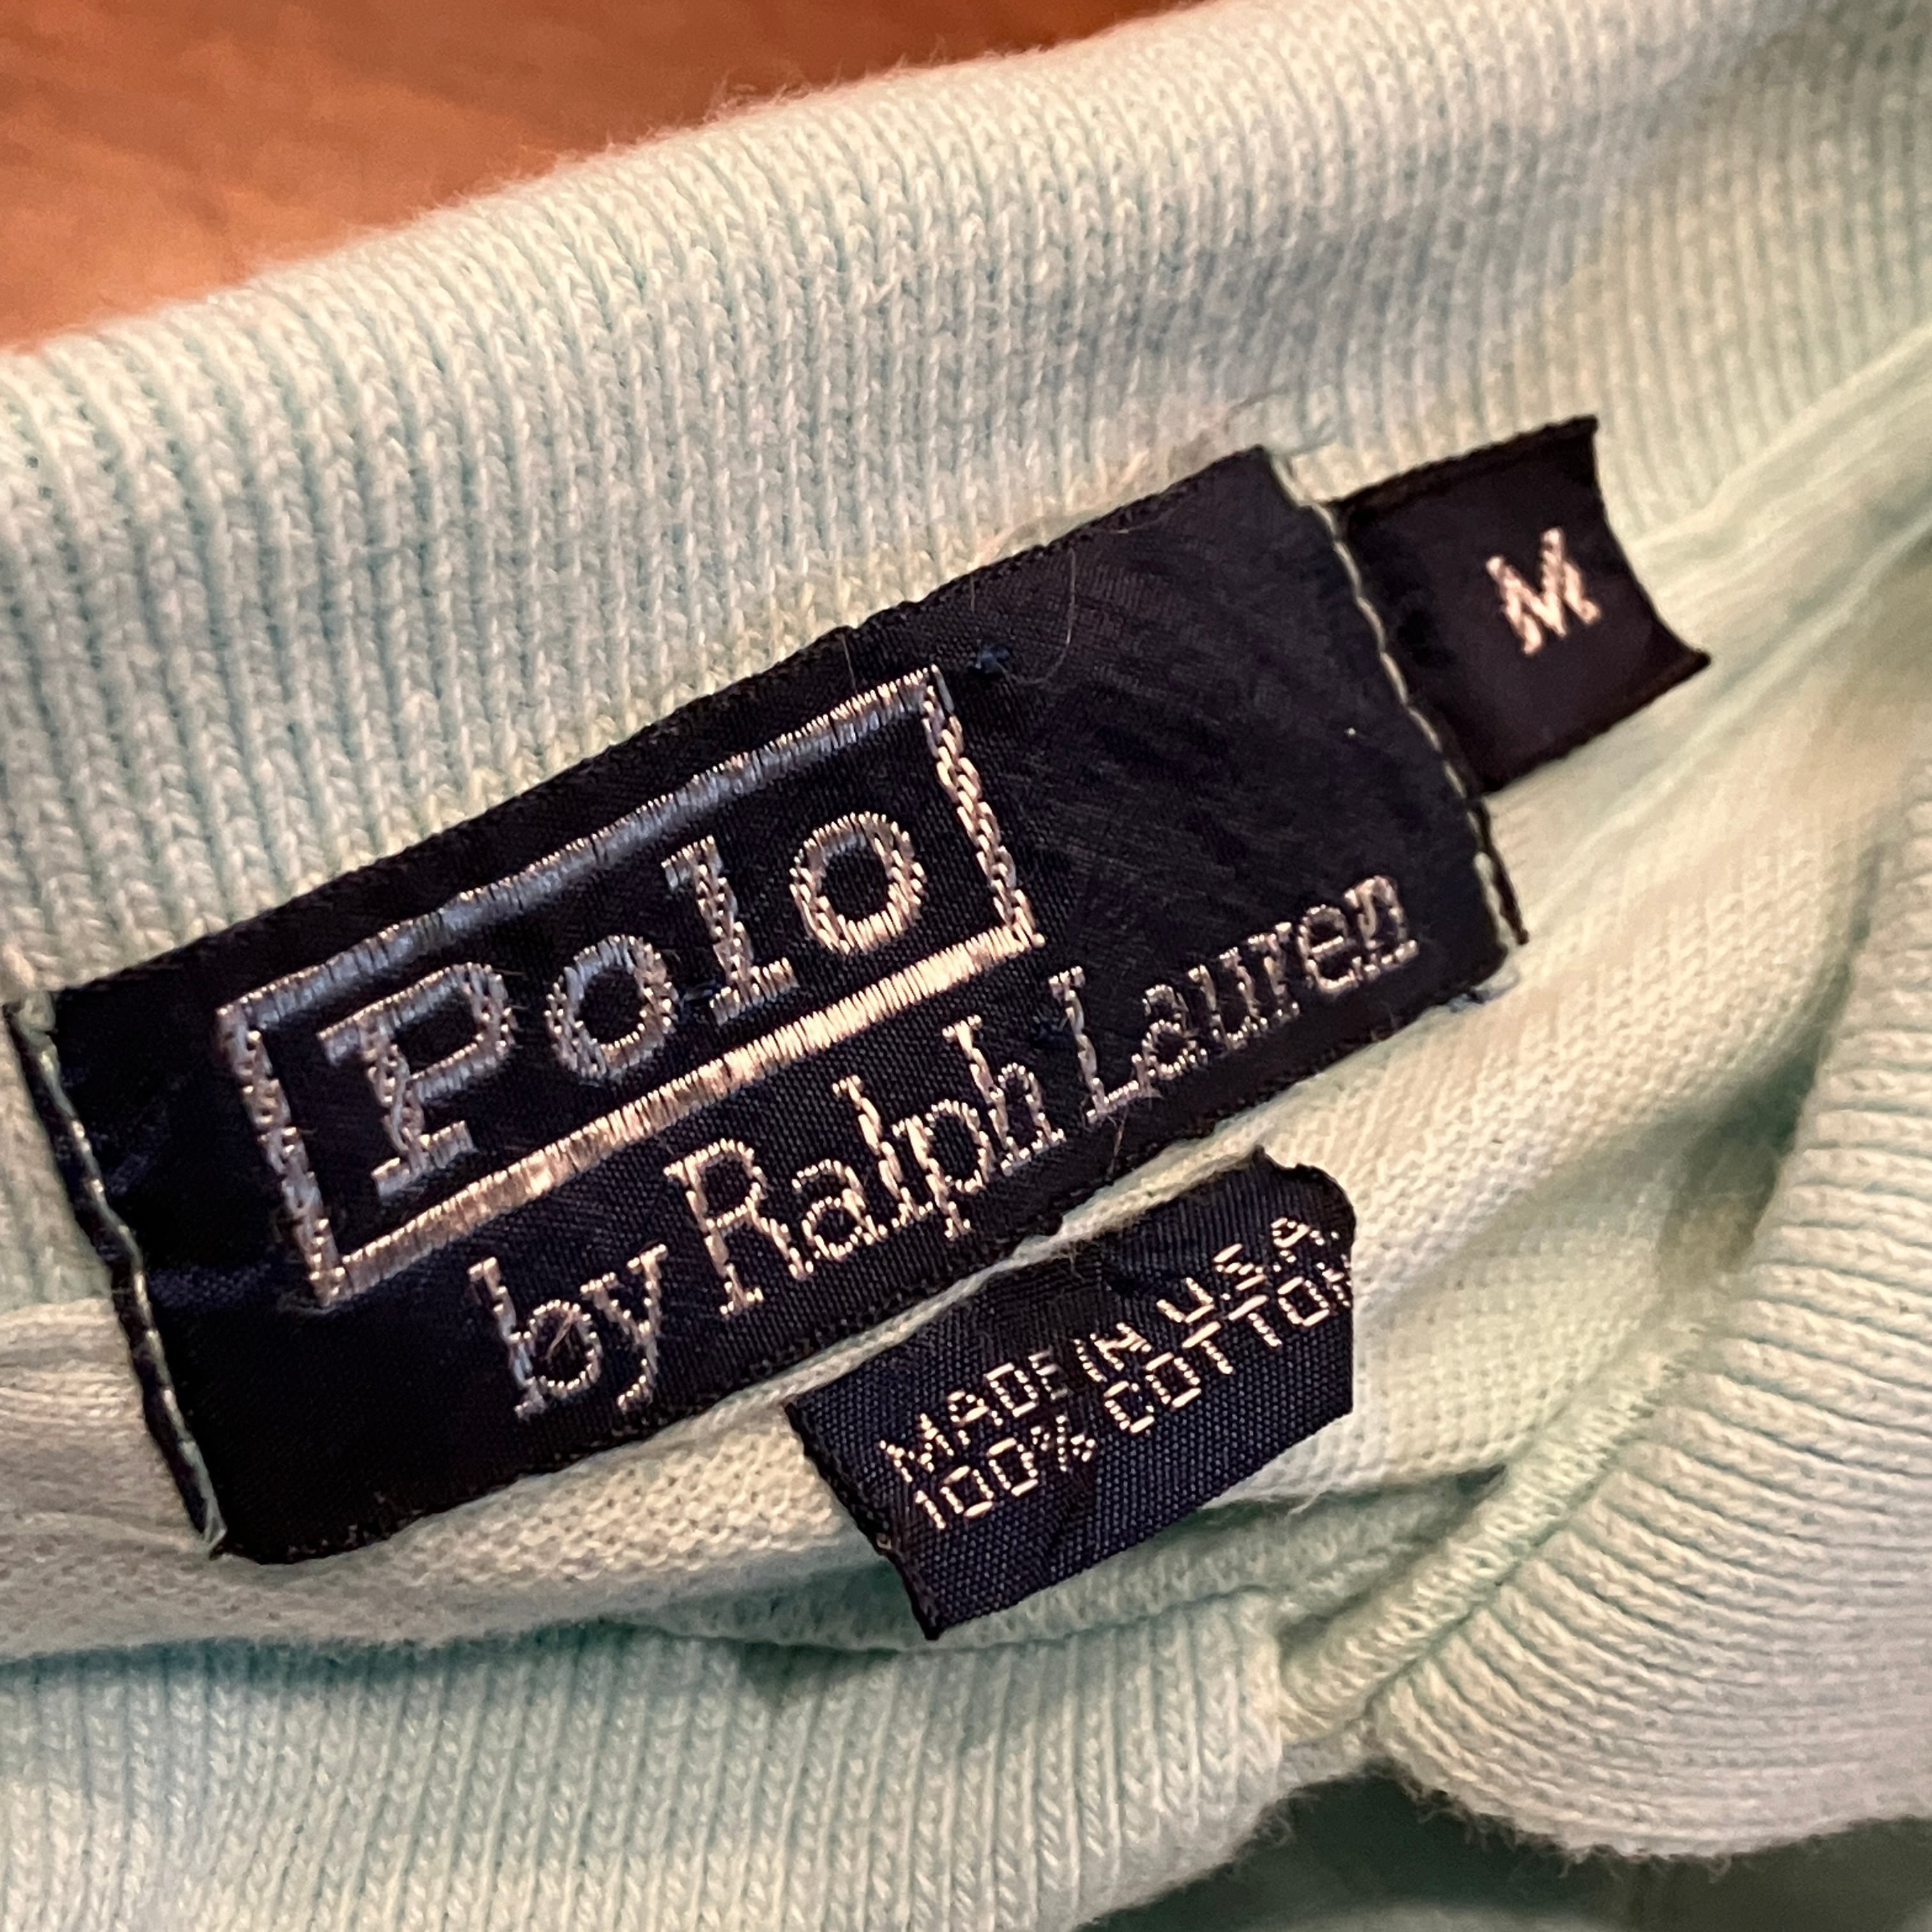 Polo
by Ralph Lauren
M
MADE IN U.S.A.
100% COTTON